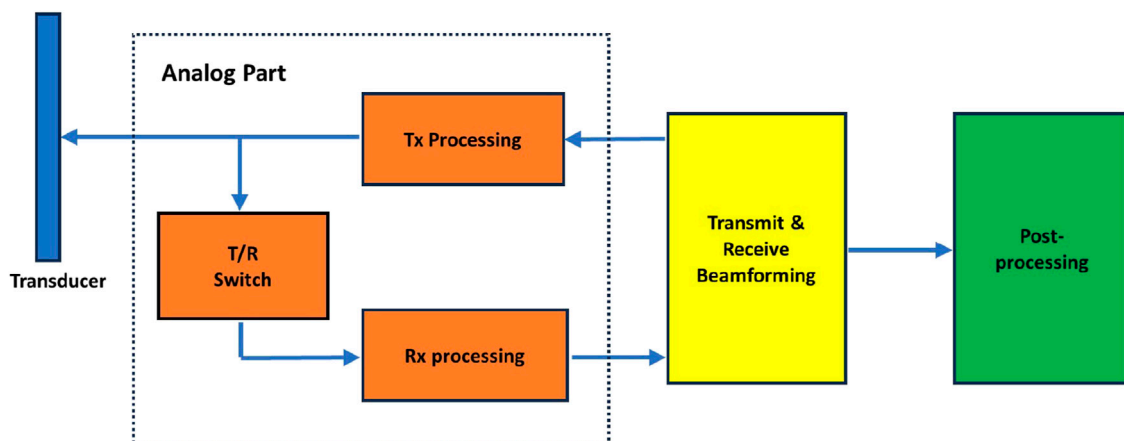 Analog Part
Tx Processing
T/R
Switch
Transducer
Rx processing
Transmit &
Receive
Beamforming
Post-
processing